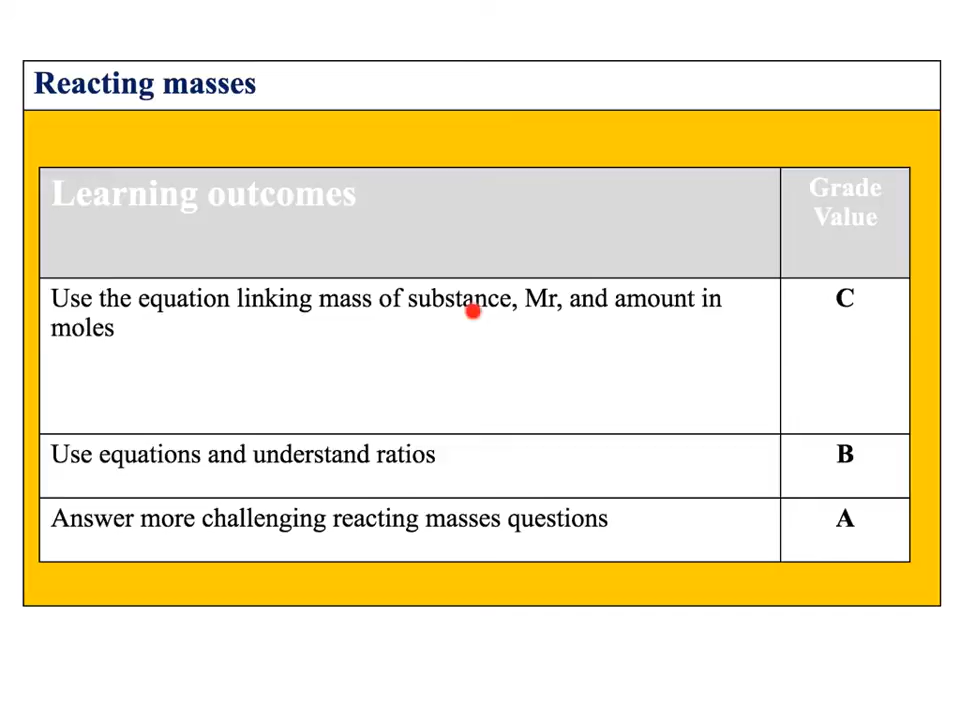 Reacting masses
Learning outcomes
Grade
Value
Use the equation linking mass of substance, Mr, and amount in
moles
C
Use equations and understand ratios
B
Answer more challenging reacting masses questions
A